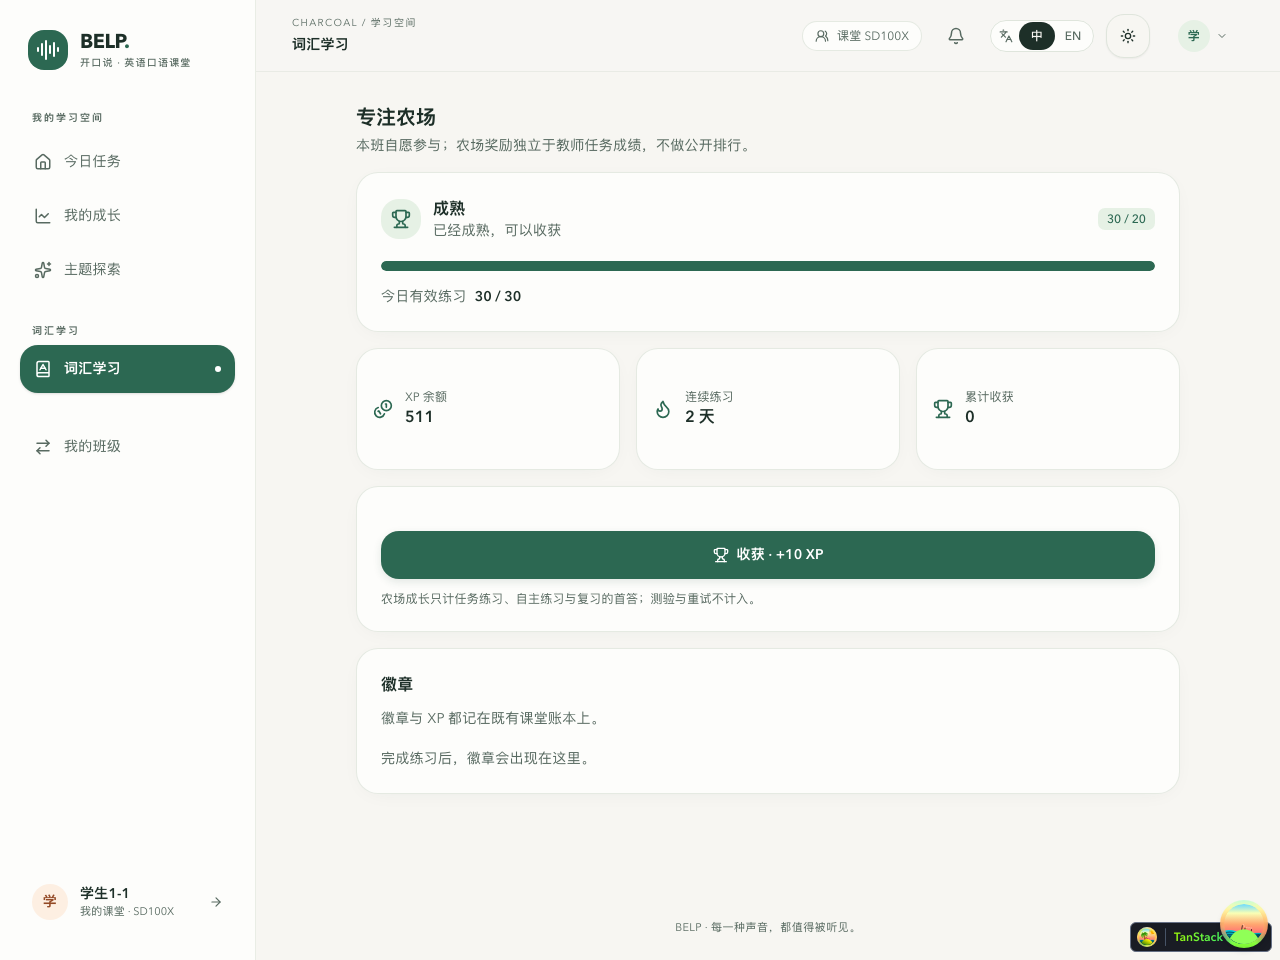 BELP.
开口说 · 英语口语课堂
我的学习空间
今日任务
我的成长
主题探索
词汇学习
词汇学习
我的班级
学
学生1-1
我的课堂 · SD100X
CHARCOAL / 学习空间
词汇学习
课堂 SD100X
中
EN
学
专注农场
本班自愿参与；农场奖励独立于教师任务成绩，不做公开排行。
成熟
已经成熟，可以收获
30 / 20
今日有效练习 30 / 30
XP 余额
511
连续练习
2 天
累计收获
0
收获 · +10 XP
农场成长只计任务练习、自主练习与复习的首答；测验与重试不计入。
徽章
徽章与 XP 都记在既有课堂账本上。
完成练习后，徽章会出现在这里。
BELP · 每一种声音，都值得被听见。
TanStack